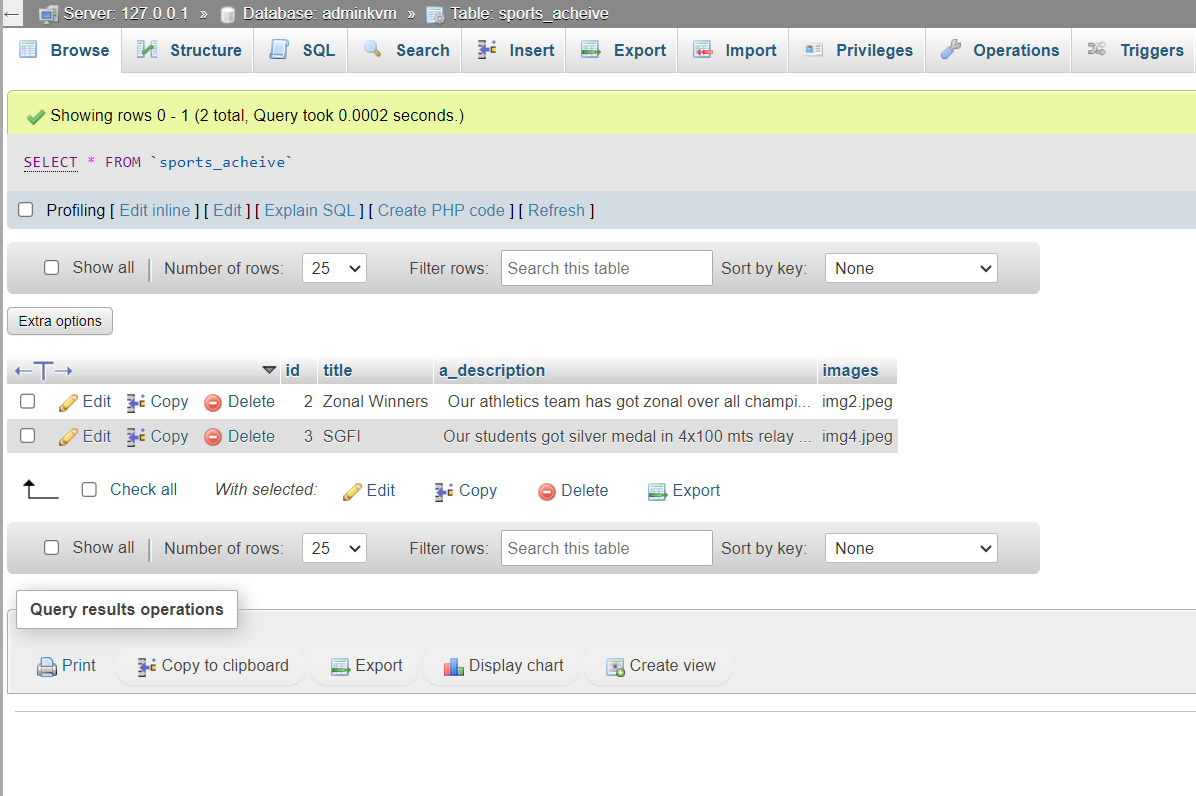 Server: 127.0.0.1 » Database: adminkvm » Table: sports_acheive
Browse Structure SQL Search Insert Export Import Privileges Operations Triggers
Showing rows 0 - 1 (2 total, Query took 0.0002 seconds.)
SELECT * FROM `sports_acheive`
Profiling [ Edit inline ] [ Edit ] [ Explain SQL ] [ Create PHP code ] [ Refresh ]
Show all | Number of rows: 25 Filter rows: Search this table Sort by key: None
Extra options
←T→ id title a_description images
Edit Copy Delete 2 Zonal Winners Our athletics team has got zonal over all champi... img2.jpeg
Edit Copy Delete 3 SGFI Our students got silver medal in 4x100 mts relay ... img4.jpeg
Check all With selected: Edit Copy Delete Export
Show all | Number of rows: 25 Filter rows: Search this table Sort by key: None
Query results operations
Print Copy to clipboard Export Display chart Create view